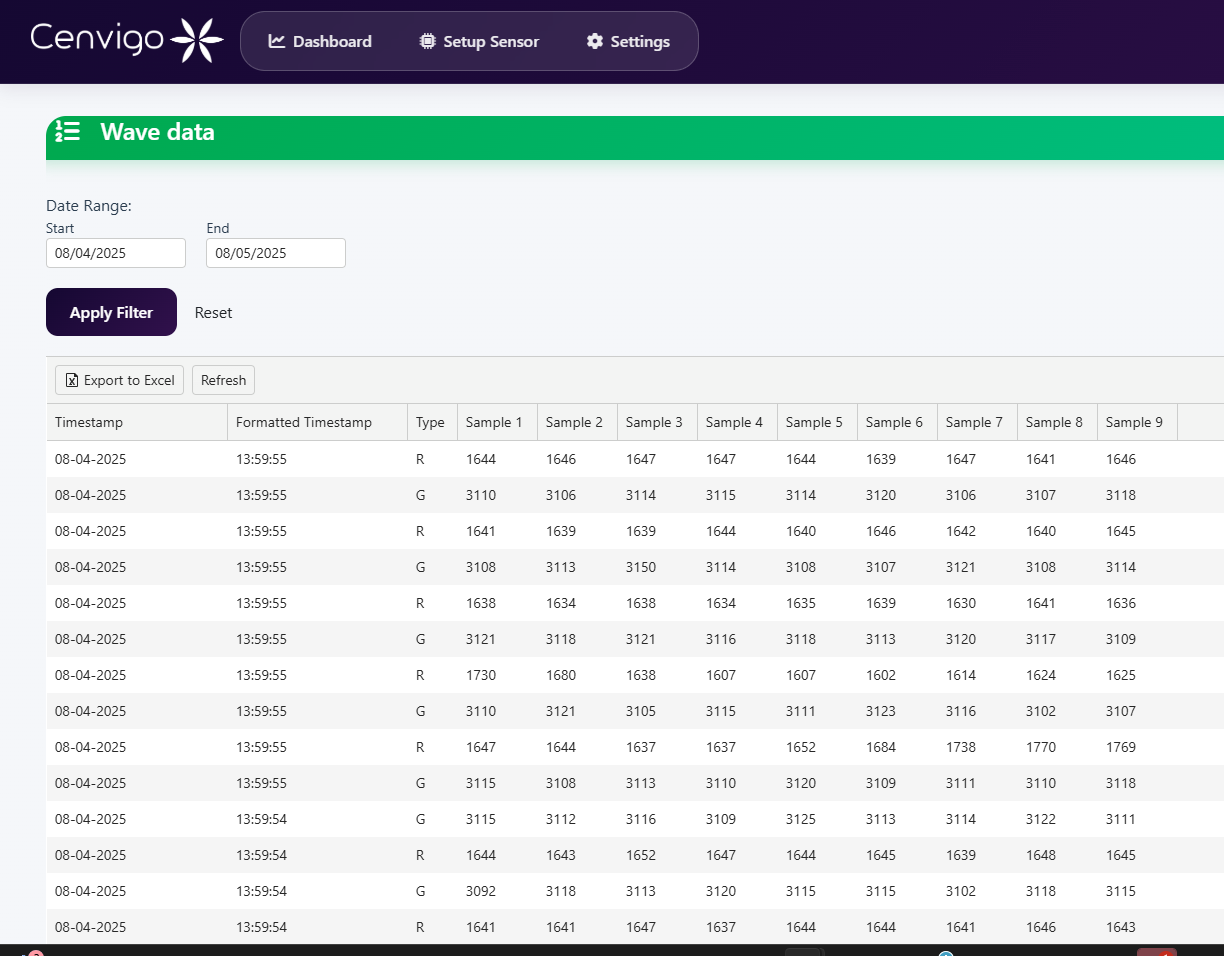 Cenvigo Dashboard Setup Sensor Settings
Wave data
Date Range:
Start End
08/04/2025 08/05/2025
Apply Filter Reset
Export to Excel Refresh
Timestamp Formatted Timestamp Type Sample 1 Sample 2 Sample 3 Sample 4 Sample 5 Sample 6 Sample 7 Sample 8 Sample 9
08-04-2025 13:59:55 R 1644 1646 1647 1647 1644 1639 1647 1641 1646
08-04-2025 13:59:55 G 3110 3106 3114 3115 3114 3120 3106 3107 3118
08-04-2025 13:59:55 R 1641 1639 1639 1644 1640 1646 1642 1640 1645
08-04-2025 13:59:55 G 3108 3113 3150 3114 3108 3107 3121 3108 3114
08-04-2025 13:59:55 R 1638 1634 1638 1634 1635 1639 1630 1641 1636
08-04-2025 13:59:55 G 3121 3118 3121 3116 3118 3113 3120 3117 3109
08-04-2025 13:59:55 R 1730 1680 1638 1607 1607 1602 1614 1624 1625
08-04-2025 13:59:55 G 3110 3121 3105 3115 3111 3123 3116 3102 3107
08-04-2025 13:59:55 R 1647 1644 1637 1637 1652 1684 1738 1770 1769
08-04-2025 13:59:55 G 3115 3108 3113 3110 3120 3109 3111 3110 3118
08-04-2025 13:59:54 G 3115 3112 3116 3109 3125 3113 3114 3122 3111
08-04-2025 13:59:54 R 1644 1643 1652 1647 1644 1645 1639 1648 1645
08-04-2025 13:59:54 G 3092 3118 3113 3120 3115 3115 3102 3118 3115
08-04-2025 13:59:54 R 1641 1641 1647 1637 1644 1644 1641 1646 1643